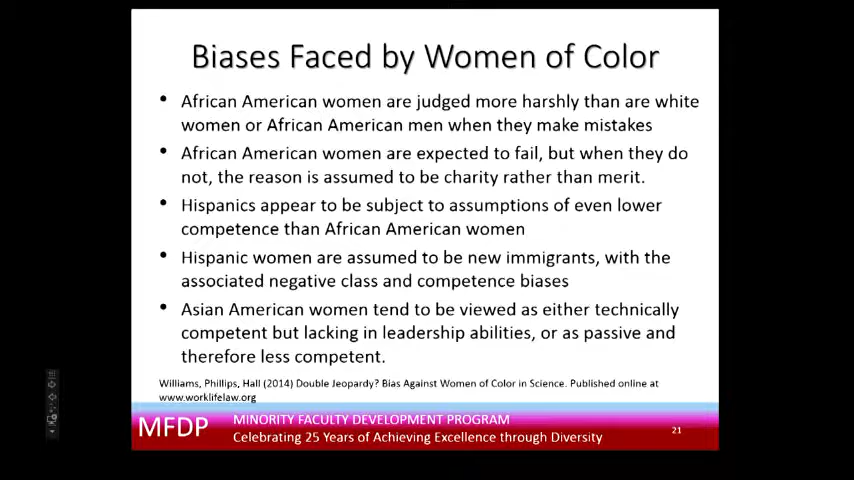 Biases Faced by Women of Color
• African American women are judged more harshly than are white
women or African American men when they make mistakes
• African American women are expected to fail, but when they do
not, the reason is assumed to be charity rather than merit.
• Hispanics appear to be subject to assumptions of even lower
competence than African American women
• Hispanic women are assumed to be new immigrants, with the
associated negative class and competence biases
• Asian American women tend to be viewed as either technically
competent but lacking in leadership abilities, or as passive and
therefore less competent.
Williams, Phillips, Hall (2014) Double Jeopardy? Bias Against Women of Color in Science. Published online at
www.worklifelaw.org
MFDP
MINORITY FACULTY DEVELOPMENT PROGRAM
Celebrating 25 Years of Achieving Excellence through Diversity
21